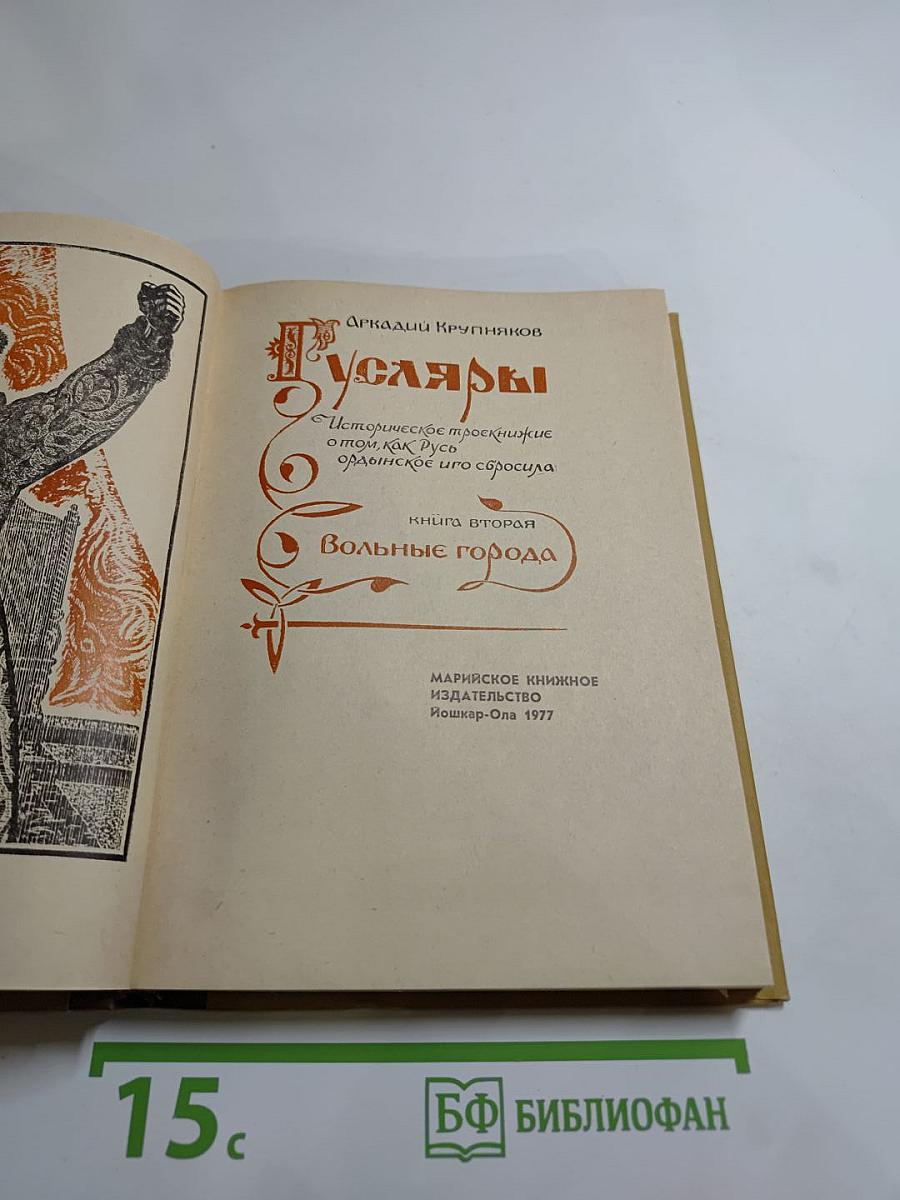 Аркадий Крупняков
Гусляры
Историческое троекнижие
о том, как Русь
ордынское иго сбросила
книга вторая
Вольные города
МАРИЙСКОЕ КНИЖНОЕ
ИЗДАТЕЛЬСТВО
Йошкар-Ола 1977
15 с
БФ БИБЛИОФАН